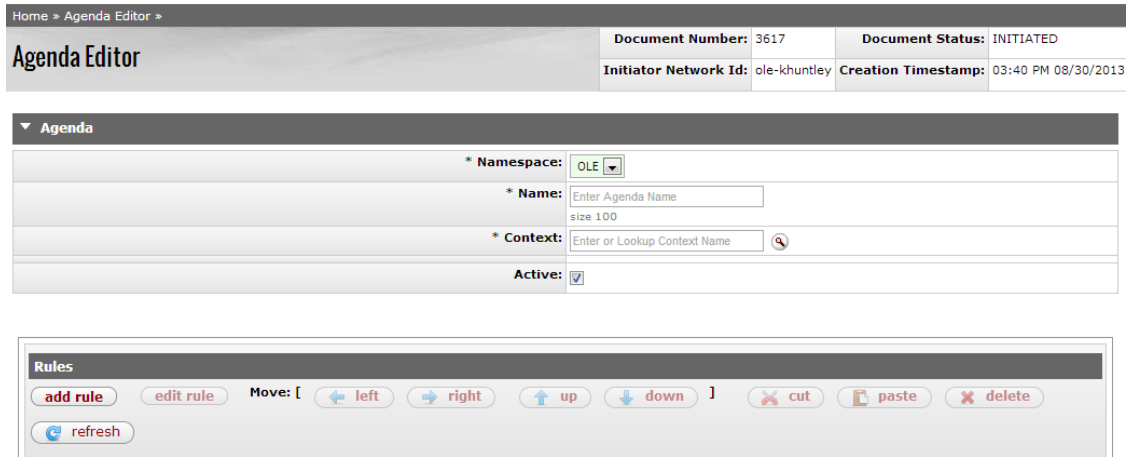 Home » Agenda Editor »
Agenda Editor
Document Number: 3617 Document Status: INITIATED
Initiator Network Id: ole-khuntley Creation Timestamp: 03:40 PM 08/30/2013
Agenda
* Namespace: OLE
* Name: Enter Agenda Name
size 100
* Context: Enter or Lookup Context Name
Active:
Rules
add rule edit rule Move: [ left right up down ] cut paste delete
refresh